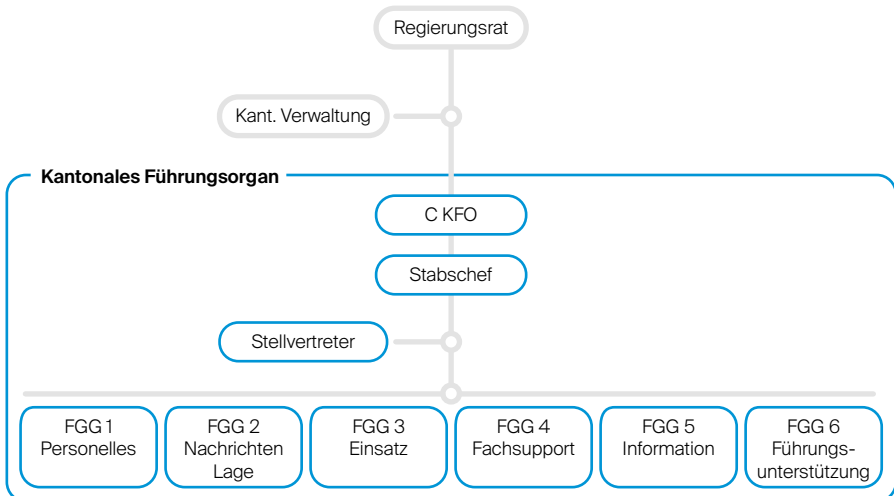 Regierungsrat
Kant. Verwaltung
Kantonales Führungsorgan
C KFO
Stabschef
Stellvertreter
FGG 1
Personelles
FGG 2
Nachrichten
Lage
FGG 3
Einsatz
FGG 4
Fachsupport
FGG 5
Information
FGG 6
Führungs-
unterstützung